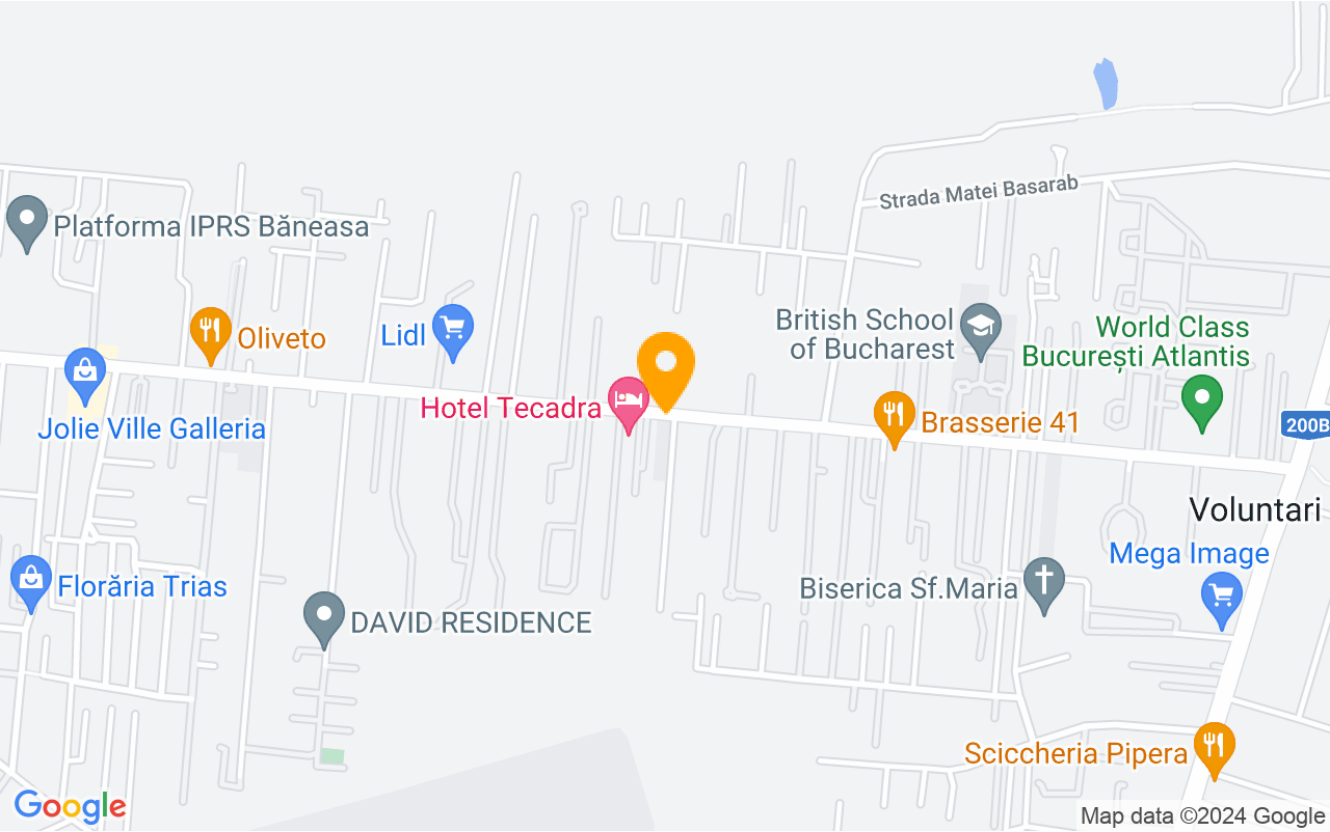 Strada Matei Basarab
Platforma IPRS Băneasa
British School
of Bucharest
World Class
București Atlantis
Oliveto
Lidl
Hotel Tecadra
Brasserie 41
200B
Jolie Ville Galleria
Voluntari
Mega Image
Florăria Trias
Biserica Sf.Maria
DAVID RESIDENCE
Sciccheria Pipera
Google
Map data ©2024 Google